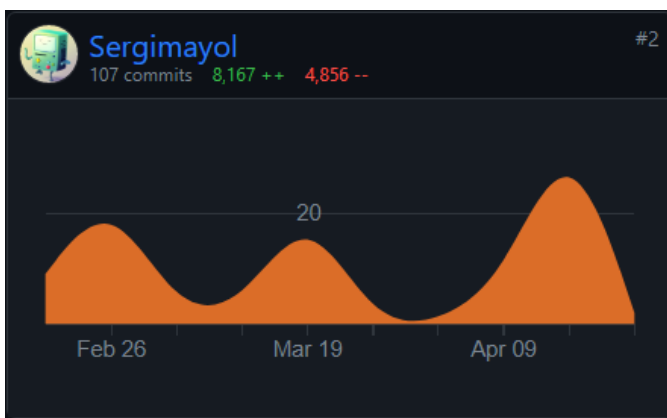 Sergimayol
#2
107 commits 8,167 ++ 4,856 --
20
Feb 26 Mar 19 Apr 09